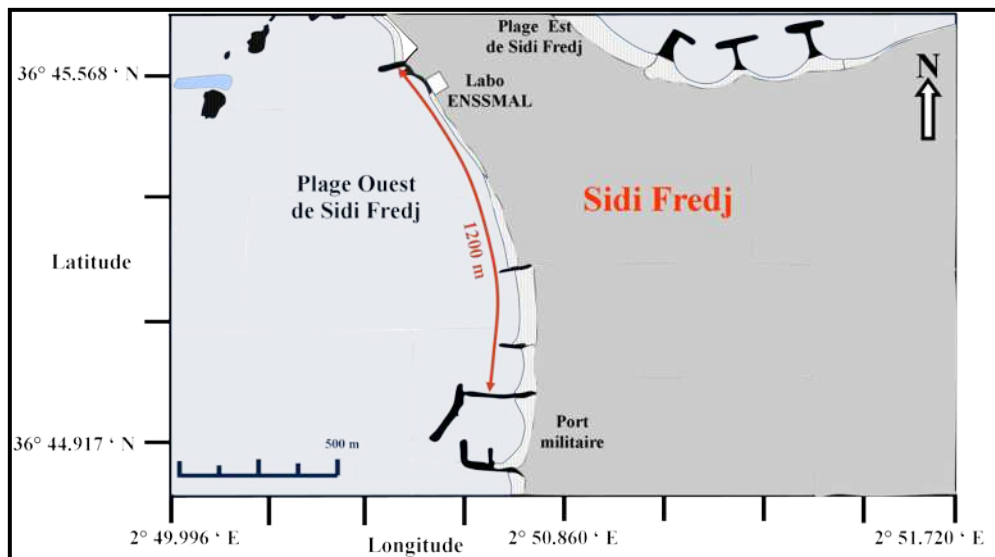 Plage Est
de Sidi Fredj
36° 45.568 ‘ N
Labo
ENSSMAL
N
Plage Ouest
de Sidi Fredj
Sidi Fredj
1200 m
Latitude
Port
militaire
36° 44.917 ‘ N
500 m
2° 49.996 ‘ E
Longitude
2° 50.860 ‘ E
2° 51.720 ‘ E